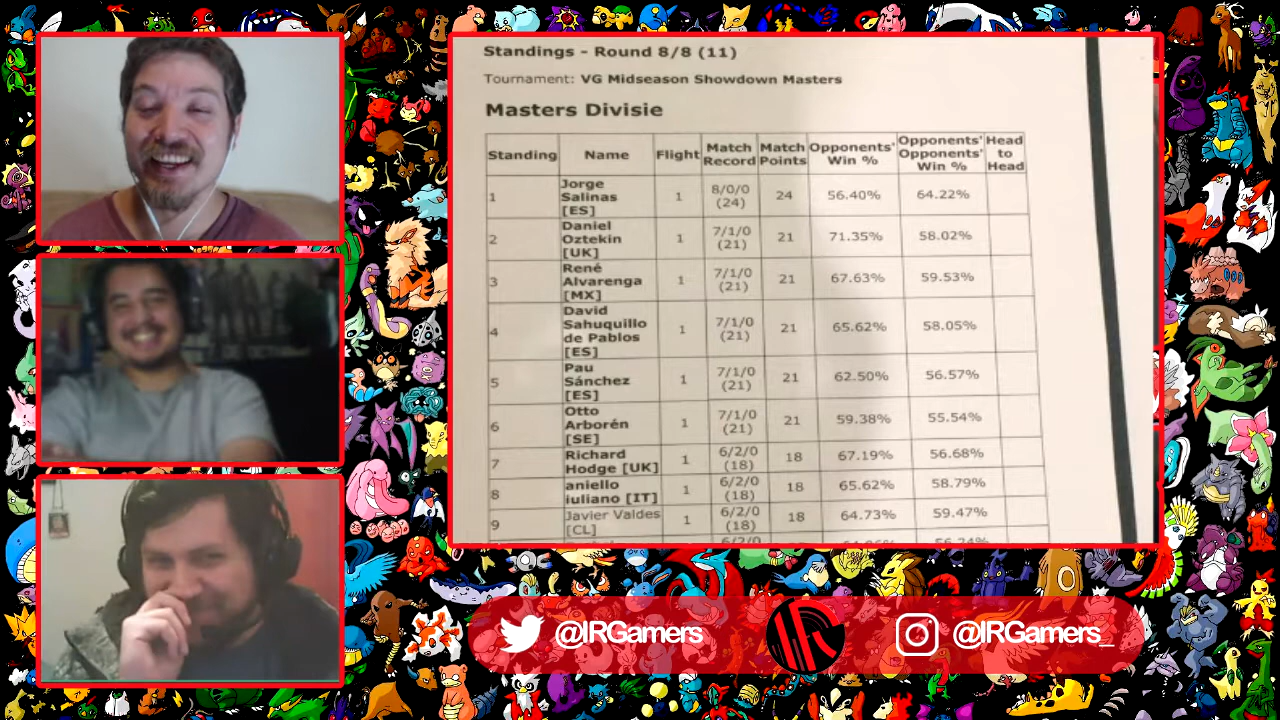 Standings - Round 8/8 (11)
Tournament: VG Midseason Showdown Masters
Masters Divisie
Standing Name Flight Match Record Match Points Opponents' Win % Opponents' Opponents' Win % Head to Head
1 Jorge Salinas [ES] 1 8/0/0 (24) 24 56.40% 64.22%
2 Daniel Oztekin [UK] 1 7/1/0 (21) 21 71.35% 58.02%
3 René Alvarenga [MX] 1 7/1/0 (21) 21 67.63% 59.53%
4 David Sahuquillo de Pablos [ES] 1 7/1/0 (21) 21 65.62% 58.05%
5 Pau Sánchez [ES] 1 7/1/0 (21) 21 62.50% 56.57%
6 Otto Arborén [SE] 1 7/1/0 (21) 21 59.38% 55.54%
7 Richard Hodge [UK] 1 6/2/0 (18) 18 67.19% 56.68%
8 aniello iuliano [IT] 1 6/2/0 (18) 18 65.62% 58.79%
9 Javier Valdes [CL] 1 6/2/0 (18) 18 64.73% 59.47%
6/2/0
@IRGamers
IR
@IRGamers_